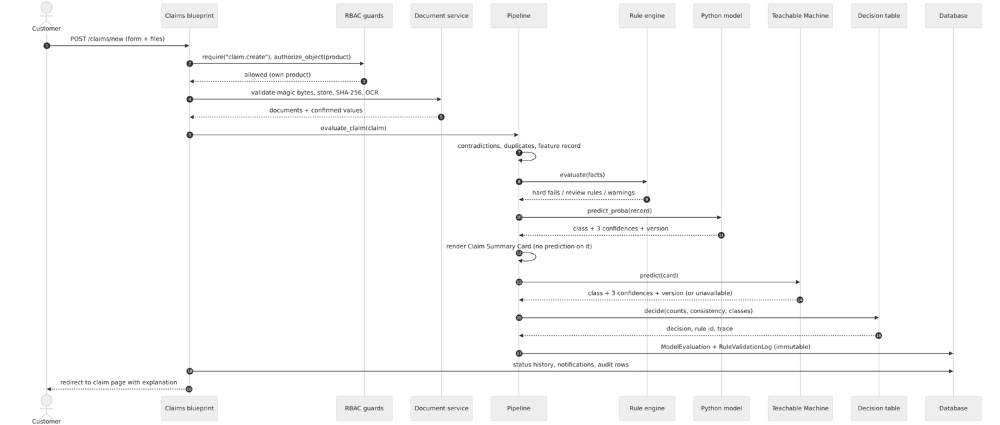 Customer
Claims blueprint
RBAC guards
Document service
Pipeline
Rule engine
Python model
Teachable Machine
Decision table
Database
POST /claims/new (form + files)
1
require("claim.create"), authorize_object(product)
2
allowed (own product)
3
validate magic bytes, store, SHA-256, OCR
4
documents + confirmed values
5
evaluate_claim(claim)
6
contradictions, duplicates, feature record
7
evaluate(facts)
8
hard fails / review rules / warnings
9
predict_proba(record)
10
class + 3 confidences + version
11
render Claim Summary Card (no prediction on it)
12
predict(card)
13
class + 3 confidences + version (or unavailable)
14
decide(counts, consistency, classes)
15
decision, rule id, trace
16
ModelEvaluation + RuleValidationLog (immutable)
17
status history, notifications, audit rows
18
redirect to claim page with explanation
19
Customer
Claims blueprint
RBAC guards
Document service
Pipeline
Rule engine
Python model
Teachable Machine
Decision table
Database